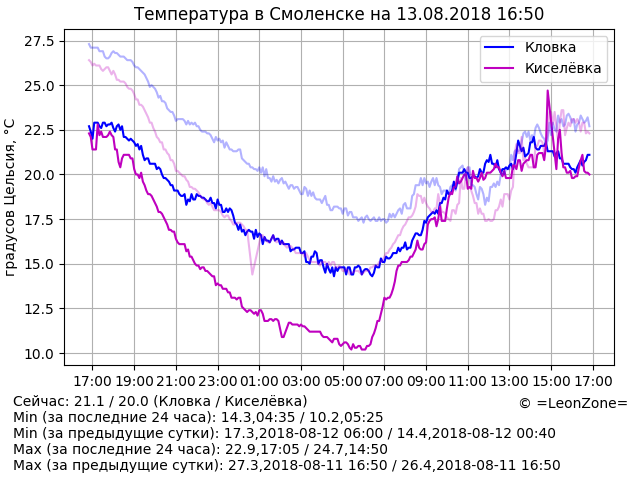 Температура в Смоленске на 13.08.2018 16:50
Кловка
Киселёвка
градусов Цельсия, °C
27.5
25.0
22.5
20.0
17.5
15.0
12.5
10.0
17:00 19:00 21:00 23:00 01:00 03:00 05:00 07:00 09:00 11:00 13:00 15:00 17:00
Сейчас: 21.1 / 20.0 (Кловка / Киселёвка)
© =LeonZone=
Min (за последние 24 часа): 14.3,04:35 / 10.2,05:25
Min (за предыдущие сутки): 17.3,2018-08-12 06:00 / 14.4,2018-08-12 00:40
Max (за последние 24 часа): 22.9,17:05 / 24.7,14:50
Max (за предыдущие сутки): 27.3,2018-08-11 16:50 / 26.4,2018-08-11 16:50